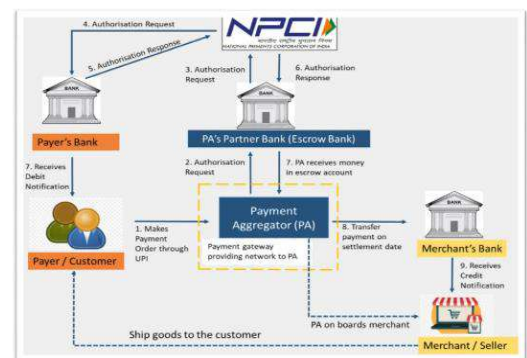 4. Authorisation Request
NPCI
भारतीय राष्ट्रीय भुगतान निगम
NATIONAL PAYMENTS CORPORATION OF INDIA
5. Authorisation Response
3. Authorisation
Request
6. Authorisation
Response
BANK
BANK
Payer's Bank
PA's Partner Bank (Escrow Bank)
7. Receives
Debit
Notification
2. Authorisation
Request
7. PA receives money
in escrow account
BANK
Payment
Aggregator (PA)
1. Makes
Payment
Order through
UPI
8. Transfer
payment on
settlement date
Payment gateway
providing network to PA
Merchant's Bank
Payer / Customer
9. Receives
Credit
Notification
PA on boards merchant
Ship goods to the customer
Merchant / Seller